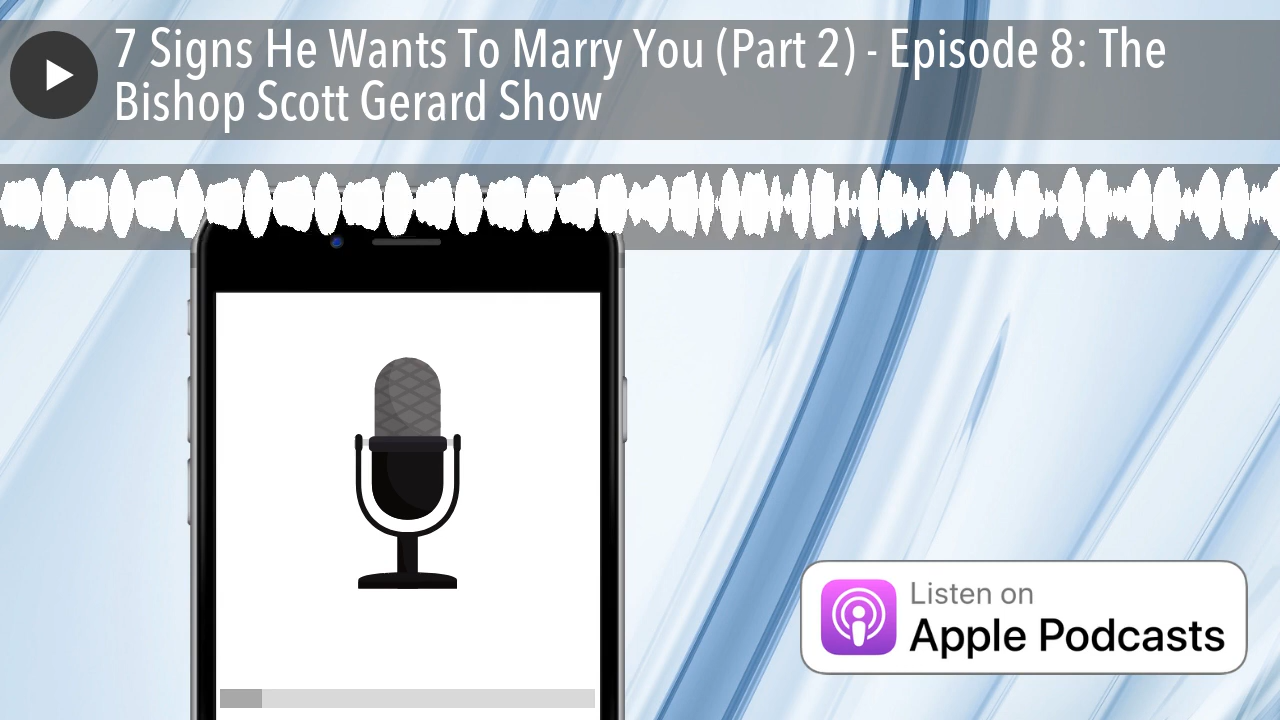 7 Signs He Wants To Marry You (Part 2) - Episode 8: The
Bishop Scott Gerard Show
Listen on
Apple Podcasts